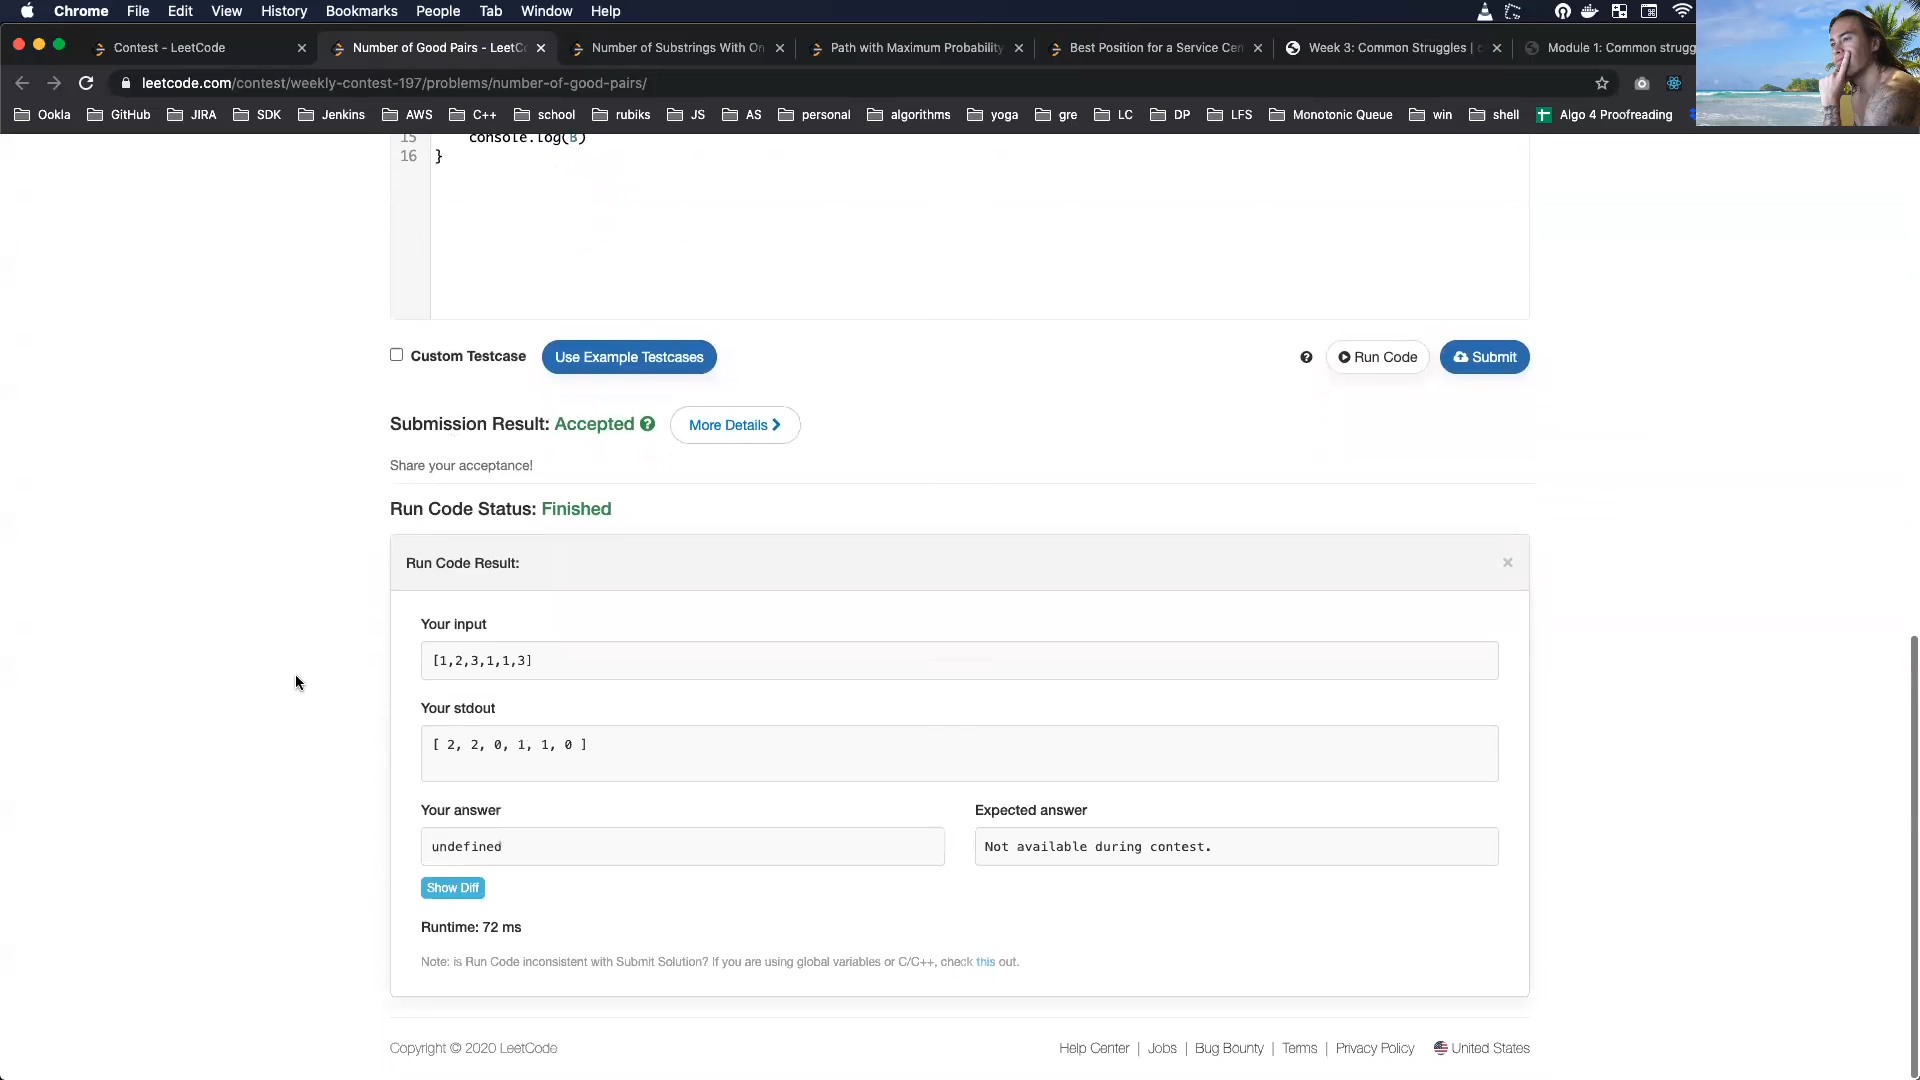 Chrome File Edit View History Bookmarks People Tab Window Help
Contest - LeetCode
Number of Good Pairs - LeetC
Number of Substrings With On
Path with Maximum Probability
Best Position for a Service Cen
Week 3: Common Struggles | c
Module 1: Common strugg
leetcode.com/contest/weekly-contest-197/problems/number-of-good-pairs/
Ookla GitHub JIRA SDK Jenkins AWS C++ school rubiks JS AS personal algorithms yoga gre LC DP LFS Monotonic Queue win shell Algo 4 Proofreading
15 console.log(B)
16 }
Custom Testcase Use Example Testcases Run Code Submit
Submission Result: Accepted More Details
Share your acceptance!
Run Code Status: Finished
Run Code Result: ×
Your input
[1,2,3,1,1,3]
Your stdout
[ 2, 2, 0, 1, 1, 0 ]
Your answer Expected answer
undefined Not available during contest.
Show Diff
Runtime: 72 ms
Note: is Run Code inconsistent with Submit Solution? If you are using global variables or C/C++, check this out.
Copyright © 2020 LeetCode Help Center | Jobs | Bug Bounty | Terms | Privacy Policy United States